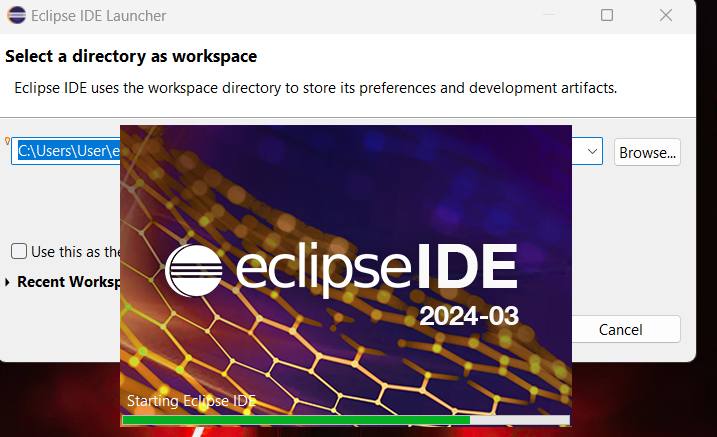 Eclipse IDE Launcher
Select a directory as workspace
Eclipse IDE uses the workspace directory to store its preferences and development artifacts.
C:\Users\User\e
Browse...
eclipseIDE
2024-03
Use this as the
Recent Worksp
Cancel
Starting Eclipse IDE